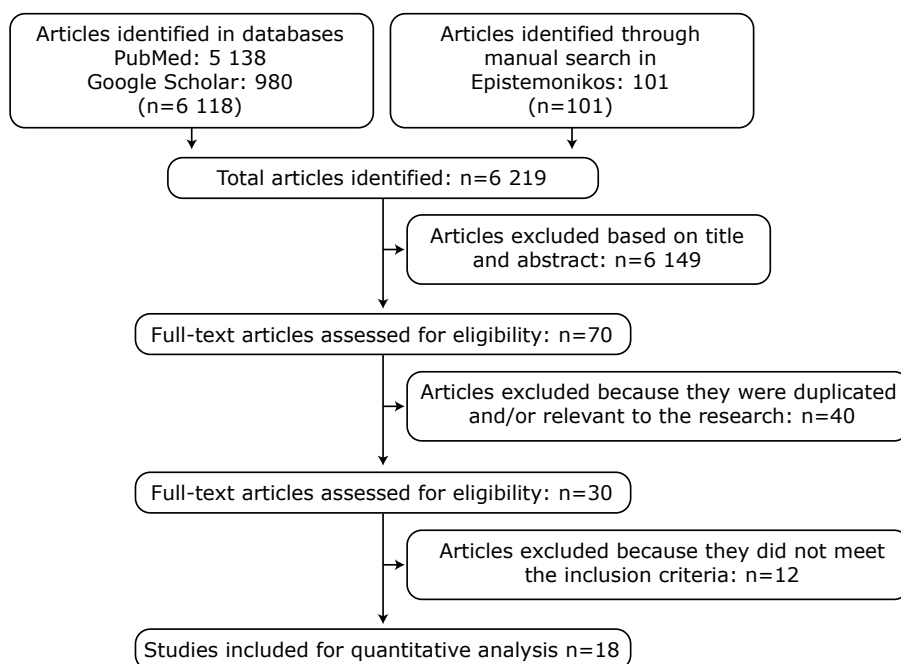 Articles identified in databases
PubMed: 5 138
Google Scholar: 980
(n=6 118)
Articles identified through
manual search in
Epistemonikos: 101
(n=101)
Total articles identified: n=6 219
Articles excluded based on title
and abstract: n=6 149
Full-text articles assessed for eligibility: n=70
Articles excluded because they were duplicated
and/or relevant to the research: n=40
Full-text articles assessed for eligibility: n=30
Articles excluded because they did not meet
the inclusion criteria: n=12
Studies included for quantitative analysis n=18